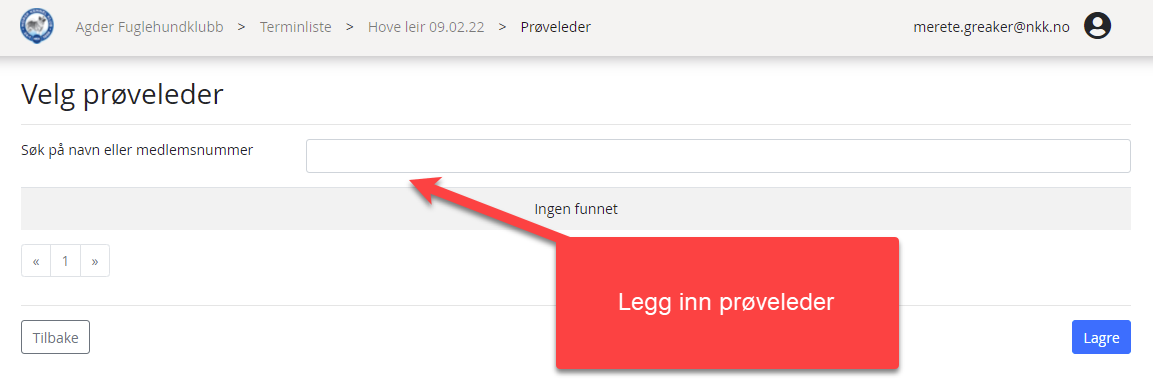 Agder Fuglehundklubb > Terminliste > Hove leir 09.02.22 > Prøveleder merete.greaker@nkk.no
Velg prøveleder
Søk på navn eller medlemsnummer
Ingen funnet
« 1 »
Legg inn prøveleder
Tilbake Lagre